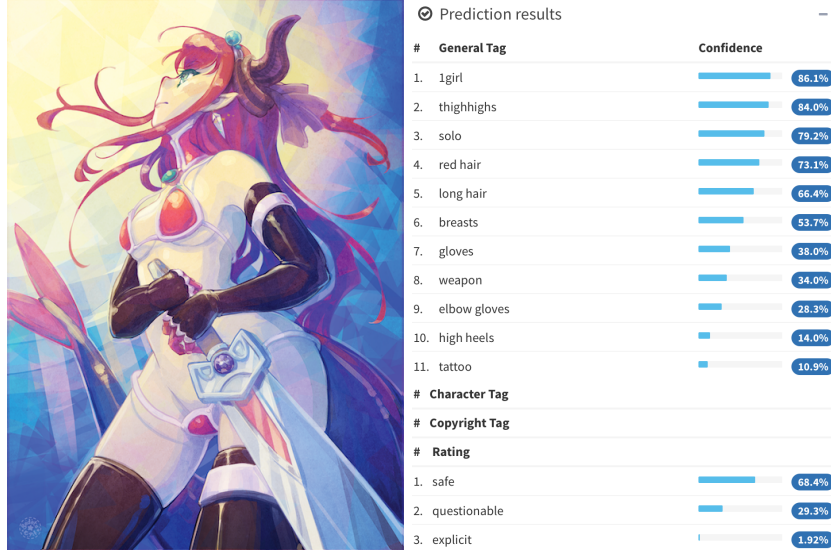 Prediction results
# General Tag Confidence
1. 1girl 86.1%
2. thighhighs 84.0%
3. solo 79.2%
4. red hair 73.1%
5. long hair 66.4%
6. breasts 53.7%
7. gloves 38.0%
8. weapon 34.0%
9. elbow gloves 28.3%
10. high heels 14.0%
11. tattoo 10.9%
# Character Tag
# Copyright Tag
# Rating
1. safe 68.4%
2. questionable 29.3%
3. explicit 1.92%